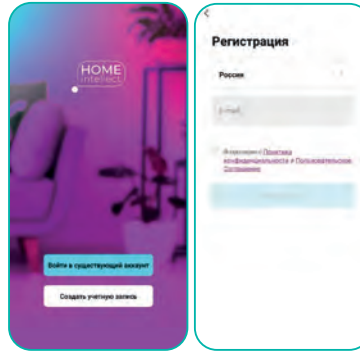 HOME
intellect
Войти в существующий аккаунт
Создать учетную запись
Регистрация
Россия
E-mail
Политика
конфиденциальности и Пользовательское
Соглашение